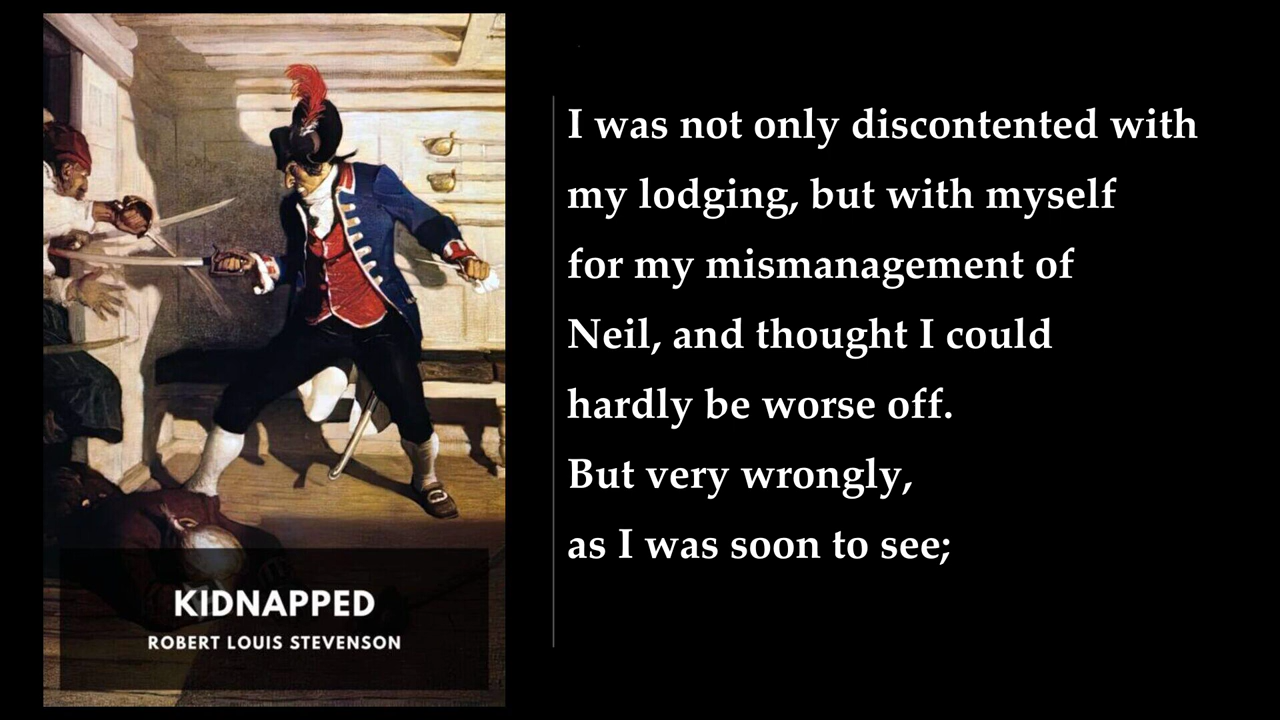 KIDNAPPED
ROBERT LOUIS STEVENSON
I was not only discontented with
my lodging, but with myself
for my mismanagement of
Neil, and thought I could
hardly be worse off.
But very wrongly,
as I was soon to see;